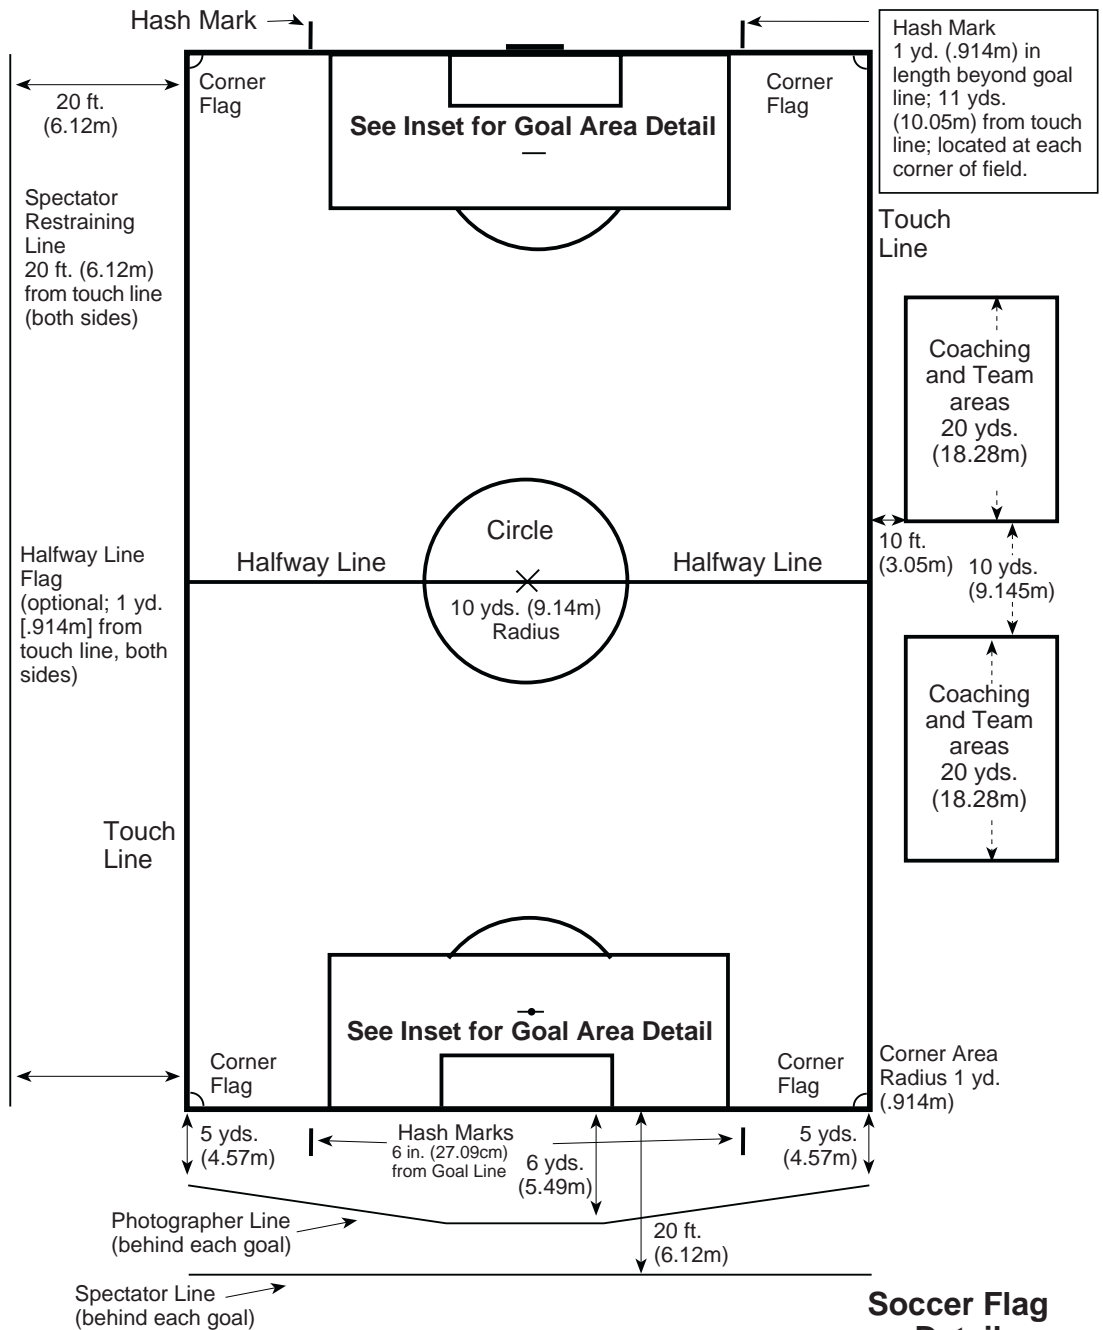 Hash Mark
Hash Mark
1 yd. (.914m) in
length beyond goal
line; 11 yds.
(10.05m) from touch
line; located at each
corner of field.
20 ft.
(6.12m)
Corner
Flag
Corner
Flag
See Inset for Goal Area Detail
Spectator
Restraining
Line
20 ft. (6.12m)
from touch line
(both sides)
Touch
Line
Coaching
and Team
areas
20 yds.
(18.28m)
Circle
Halfway Line
Halfway Line
10 yds. (9.14m)
Radius
10 ft.
(3.05m)
10 yds.
(9.145m)
Halfway Line
Flag
(optional; 1 yd.
[.914m] from
touch line, both
sides)
Coaching
and Team
areas
20 yds.
(18.28m)
Touch
Line
See Inset for Goal Area Detail
Corner
Flag
Corner
Flag
Corner Area
Radius 1 yd.
(.914m)
5 yds.
(4.57m)
Hash Marks
6 in. (27.09cm)
from Goal Line
6 yds.
(5.49m)
5 yds.
(4.57m)
Photographer Line
(behind each goal)
20 ft.
(6.12m)
Spectator Line
(behind each goal)
Soccer Flag